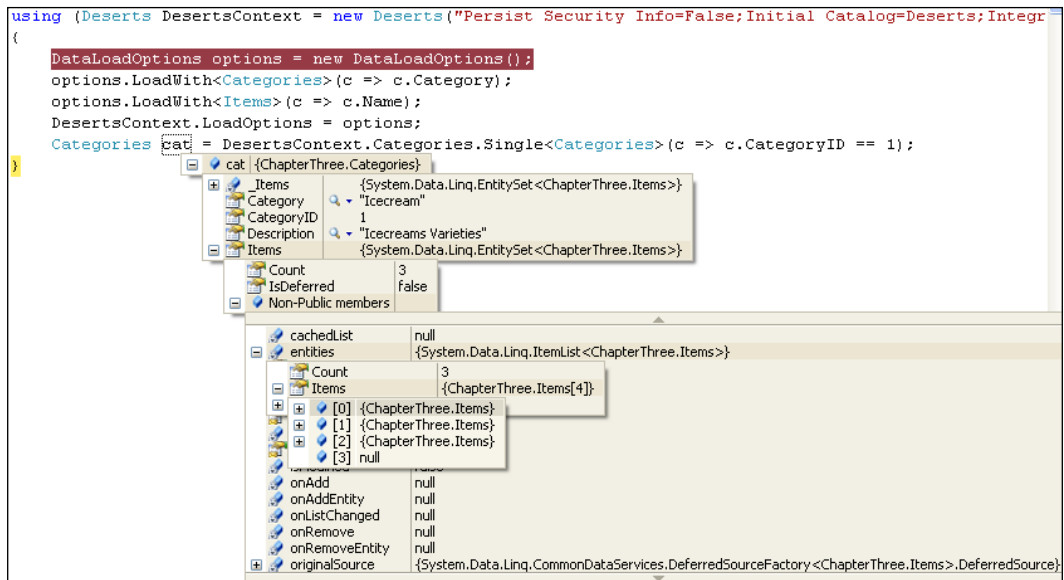 using (Deserts DesertsContext = new Deserts("Persist Security Info=False;Initial Catalog=Deserts;Integr
{
DataLoadOptions options = new DataLoadOptions();
options.LoadWith<Categories>(c => c.Category);
options.LoadWith<Items>(c => c.Name);
DesertsContext.LoadOptions = options;
Categories cat = DesertsContext.Categories.Single<Categories>(c => c.CategoryID == 1);
}
cat {ChapterThree.Categories}
_Items {System.Data.Linq.EntitySet<ChapterThree.Items>}
Category "Icecream"
CategoryID 1
Description "Icecreams Varieties"
Items {System.Data.Linq.EntitySet<ChapterThree.Items>}
Count 3
IsDeferred false
Non-Public members
cachedList null
entities {System.Data.Linq.ItemList<ChapterThree.Items>}
Count 3
Items {ChapterThree.Items[4]}
[0] {ChapterThree.Items}
[1] {ChapterThree.Items}
[2] {ChapterThree.Items}
[3] null
onAdd null
onAddEntity null
onListChanged null
onRemove null
onRemoveEntity null
originalSource {System.Data.Linq.CommonDataServices.DeferredSourceFactory<ChapterThree.Items>.DeferredSource}